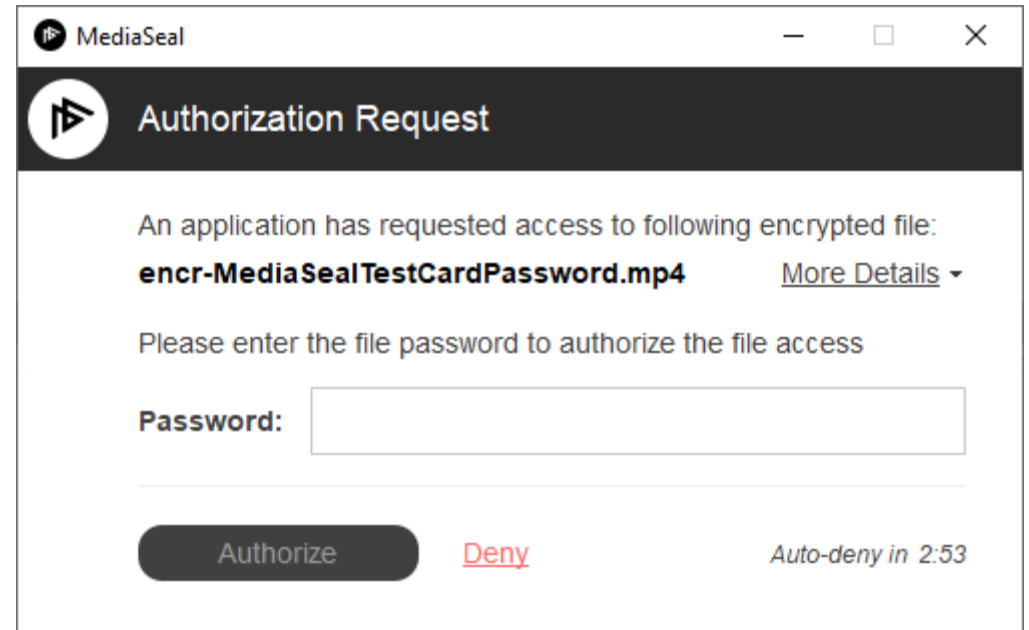 MediaSeal
Authorization Request
An application has requested access to following encrypted file:
encr-MediaSealTestCardPassword.mp4 More Details
Please enter the file password to authorize the file access
Password:
Authorize Deny Auto-deny in 2:53